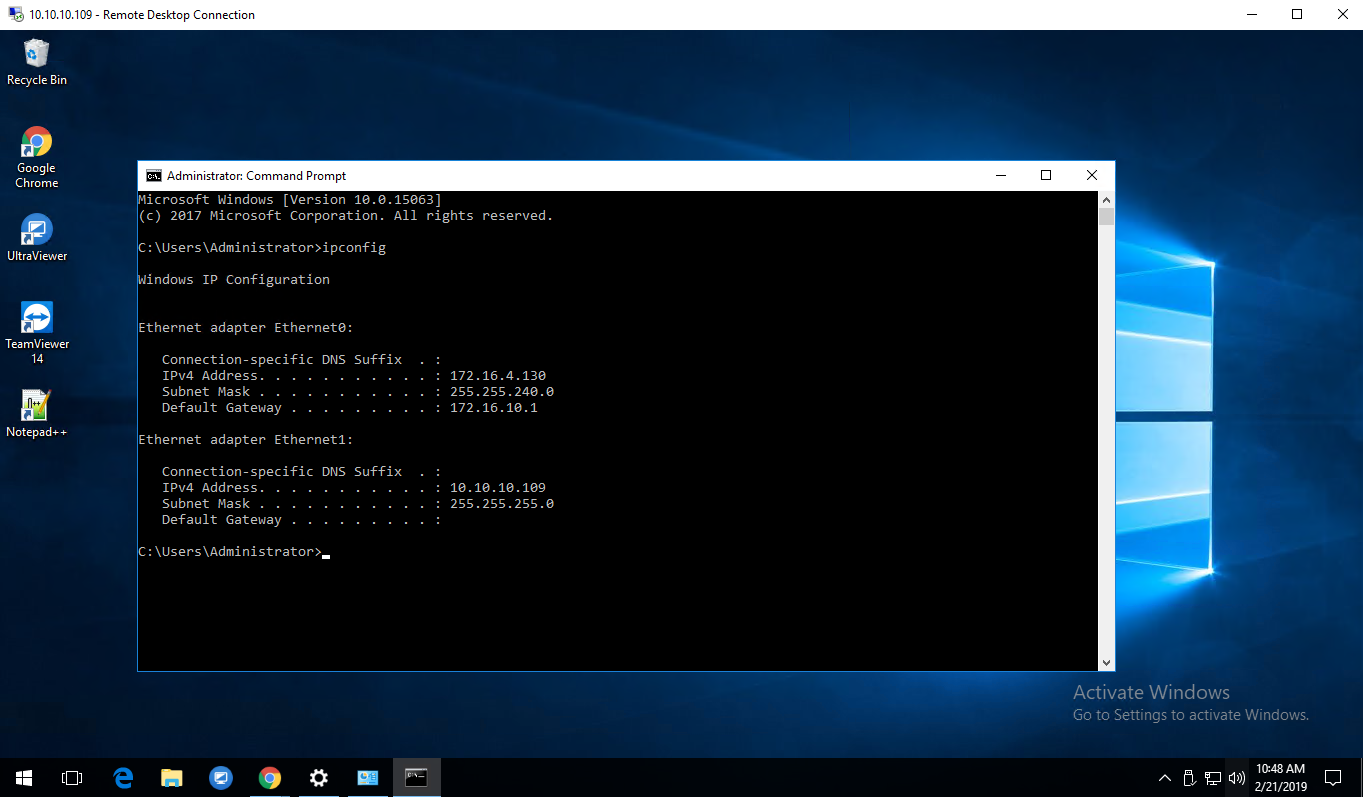 10.10.10.109 - Remote Desktop Connection
Recycle Bin
Google
Chrome
UltraViewer
TeamViewer
14
Notepad++
Administrator: Command Prompt
Microsoft Windows [Version 10.0.15063]
(c) 2017 Microsoft Corporation. All rights reserved.
C:\Users\Administrator>ipconfig
Windows IP Configuration
Ethernet adapter Ethernet0:
Connection-specific DNS Suffix  . :
IPv4 Address. . . . . . . . . . . : 172.16.4.130
Subnet Mask . . . . . . . . . . . : 255.255.240.0
Default Gateway . . . . . . . . . : 172.16.10.1
Ethernet adapter Ethernet1:
Connection-specific DNS Suffix  . :
IPv4 Address. . . . . . . . . . . : 10.10.10.109
Subnet Mask . . . . . . . . . . . : 255.255.255.0
Default Gateway . . . . . . . . . :
C:\Users\Administrator>
Activate Windows
Go to Settings to activate Windows.
10:48 AM
2/21/2019